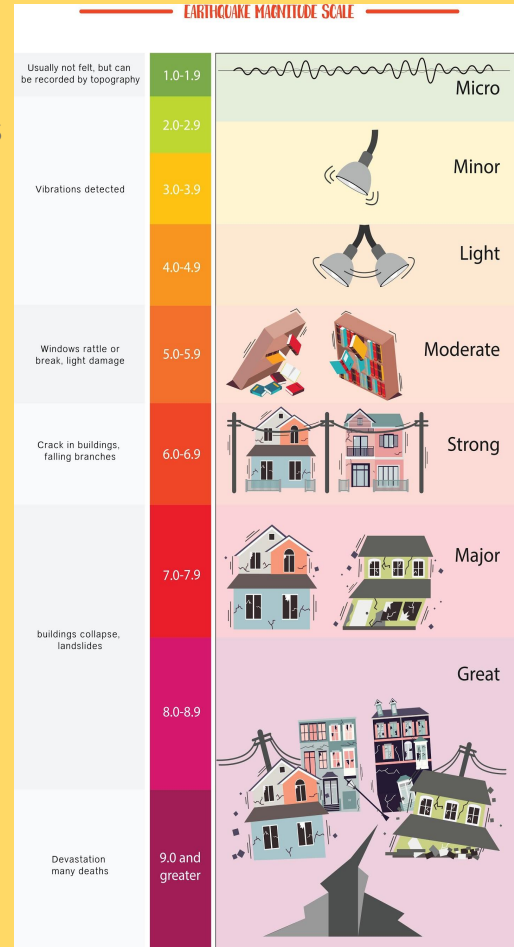 EARTHQUAKE MAGNITUDE SCALE
Usually not felt, but can
be recorded by topography
1.0-1.9
Micro
2.0-2.9
Vibrations detected
3.0-3.9
Minor
4.0-4.9
Light
Windows rattle or
break, light damage
5.0-5.9
Moderate
Crack in buildings,
falling branches
6.0-6.9
Strong
7.0-7.9
Major
buildings collapse,
landslides
8.0-8.9
Great
Devastation
many deaths
9.0 and
greater